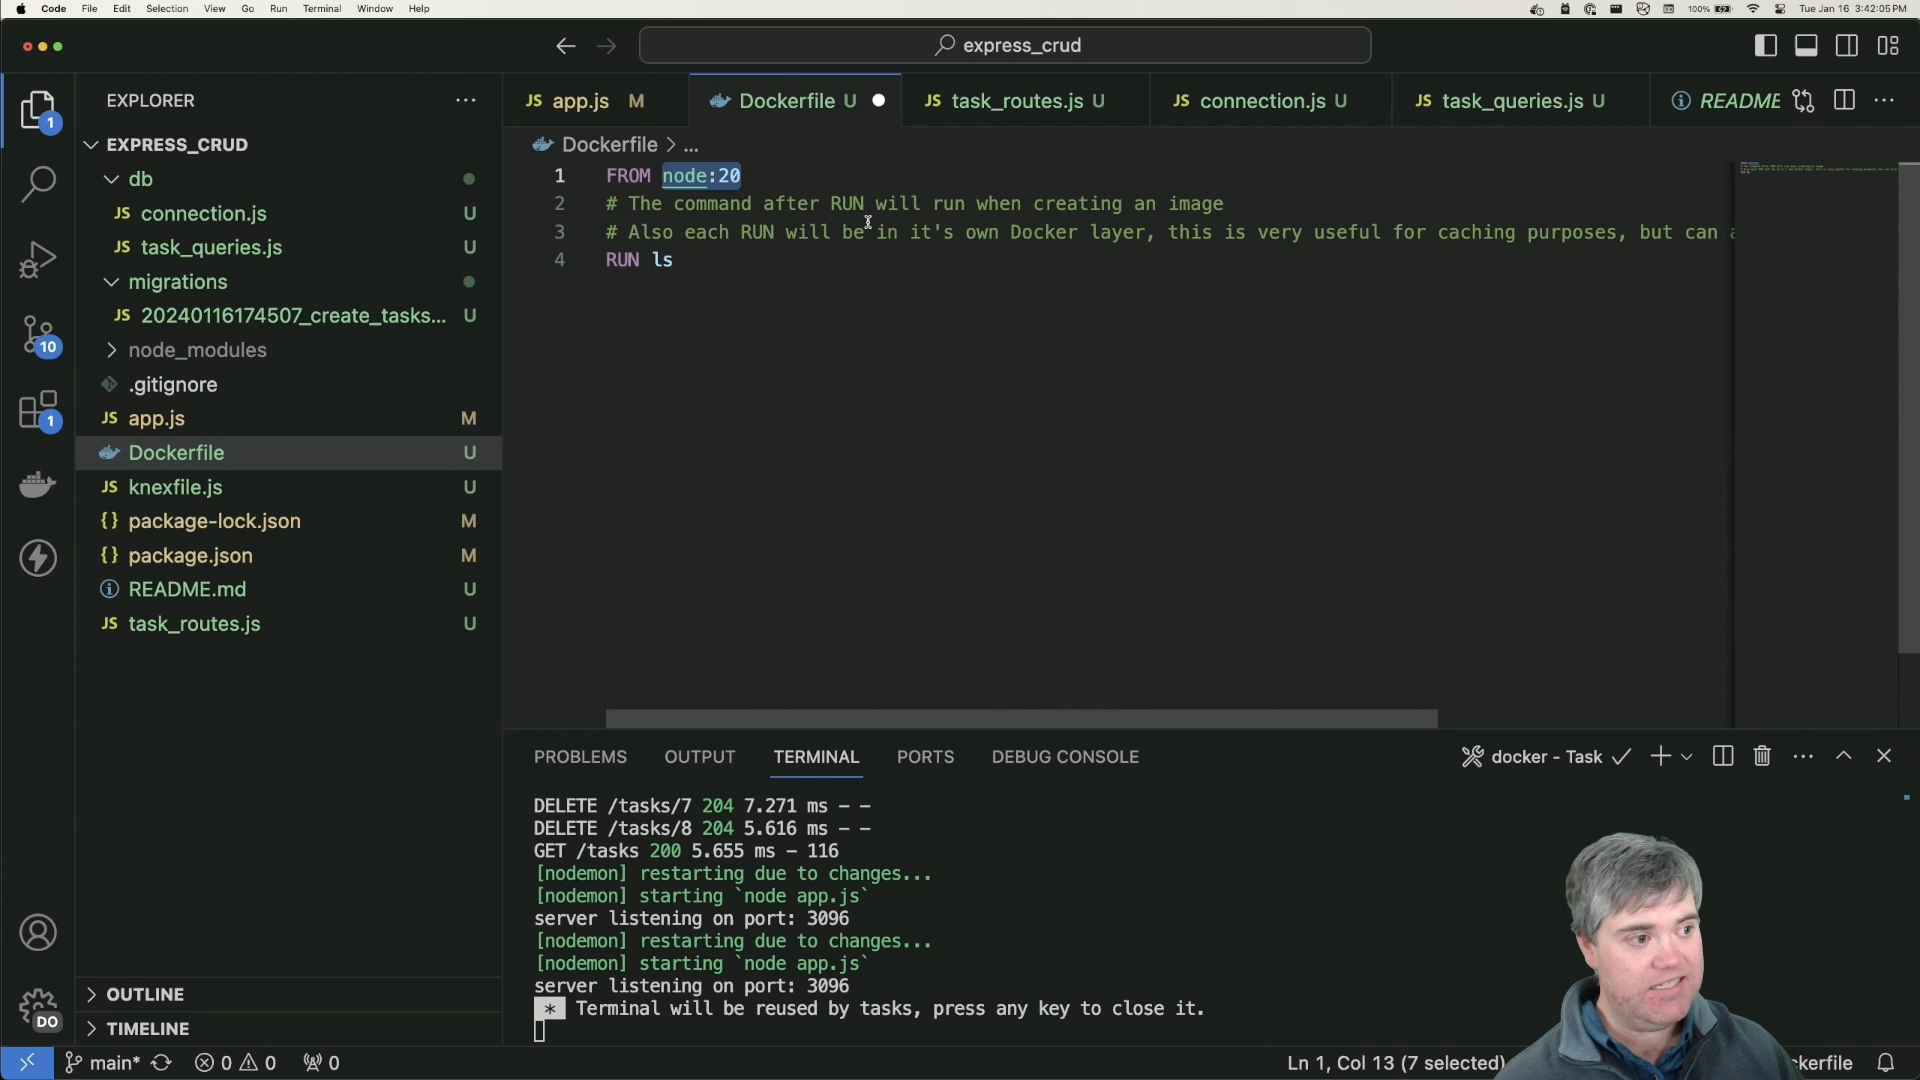 Code File Edit Selection View Go Run Terminal Window Help
100% Tue Jan 16 3:42:05 PM
express_crud
EXPLORER
app.js M
Dockerfile U
task_routes.js U
connection.js U
task_queries.js U
README
EXPRESS_CRUD
Dockerfile > ...
db
connection.js U
task_queries.js U
migrations
20240116174507_create_tasks... U
node_modules
.gitignore
app.js M
Dockerfile U
knexfile.js U
package-lock.json M
package.json M
README.md U
task_routes.js U
OUTLINE
TIMELINE
1 FROM node:20
2 # The command after RUN will run when creating an image
3 # Also each RUN will be in it's own Docker layer, this is very useful for caching purposes, but can
4 RUN ls
PROBLEMS OUTPUT TERMINAL PORTS DEBUG CONSOLE
docker - Task
DELETE /tasks/7 204 7.271 ms - -
DELETE /tasks/8 204 5.616 ms - -
GET /tasks 200 5.655 ms - 116
[nodemon] restarting due to changes...
[nodemon] starting `node app.js`
server listening on port: 3096
[nodemon] restarting due to changes...
[nodemon] starting `node app.js`
server listening on port: 3096
* Terminal will be reused by tasks, press any key to close it.
1
10
1
DO
main* 0 0 0
Ln 1, Col 13 (7 selected)
ckerfile